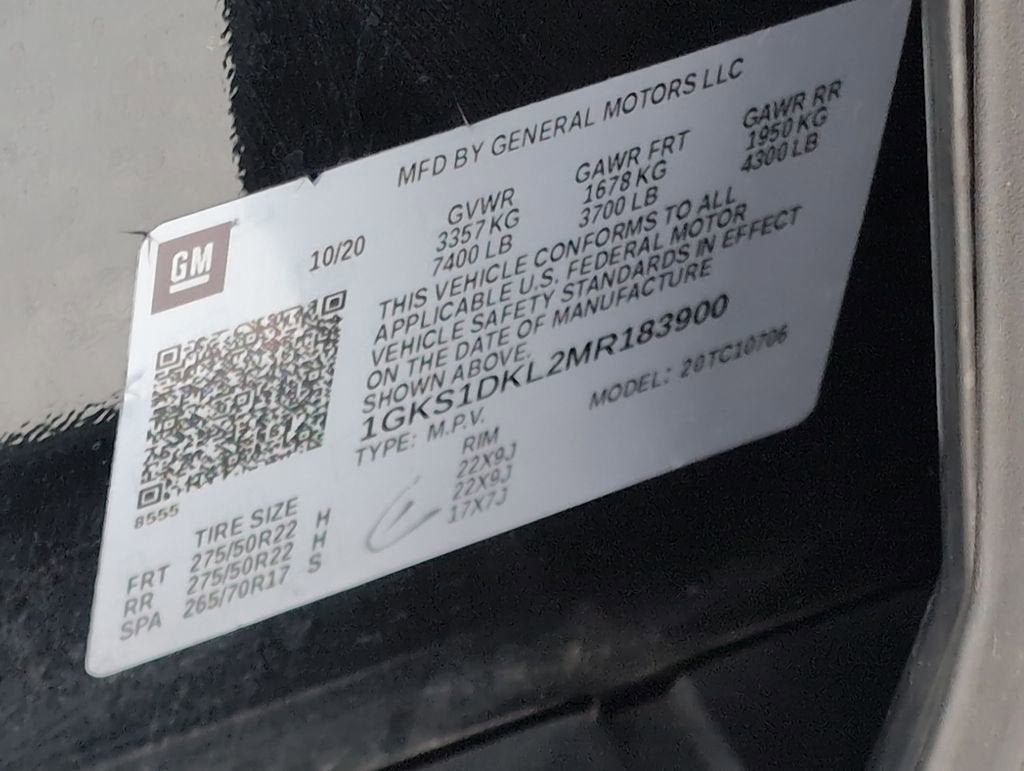 MFD BY GENERAL MOTORS LLC
GM
10/20
GVWR GAWR FRT GAWR RR
3357 KG 1678 KG 1950 KG
7400 LB 3700 LB 4300 LB
THIS VEHICLE CONFORMS TO ALL
APPLICABLE U.S. FEDERAL MOTOR
VEHICLE SAFETY STANDARDS IN EFFECT
ON THE DATE OF MANUFACTURE
SHOWN ABOVE.
1GKS1DKL2MR183900
TYPE: M.P.V. MODEL: 20TC10706
8555
TIRE SIZE RIM
FRT 275/50R22 H 22X9J
RR 275/50R22 H 22X9J
SPA 265/70R17 S 17X7J